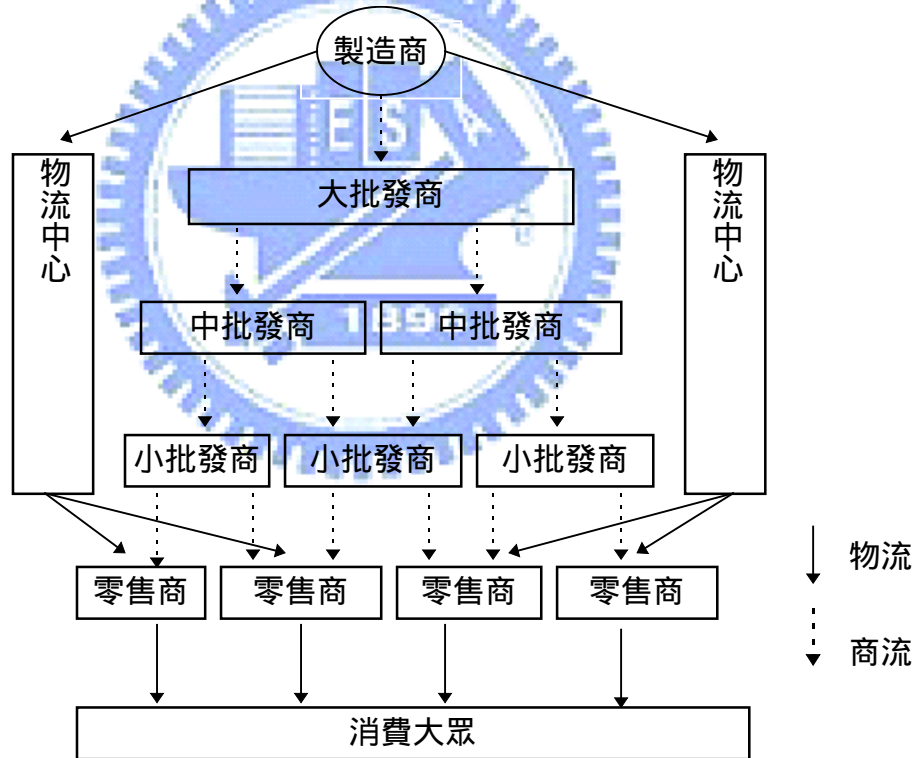 製造商
物流中心
大批發商
物流中心
中批發商
中批發商
小批發商
小批發商
小批發商
零售商
零售商
零售商
零售商
物流
商流
消費大眾
E S A
1896